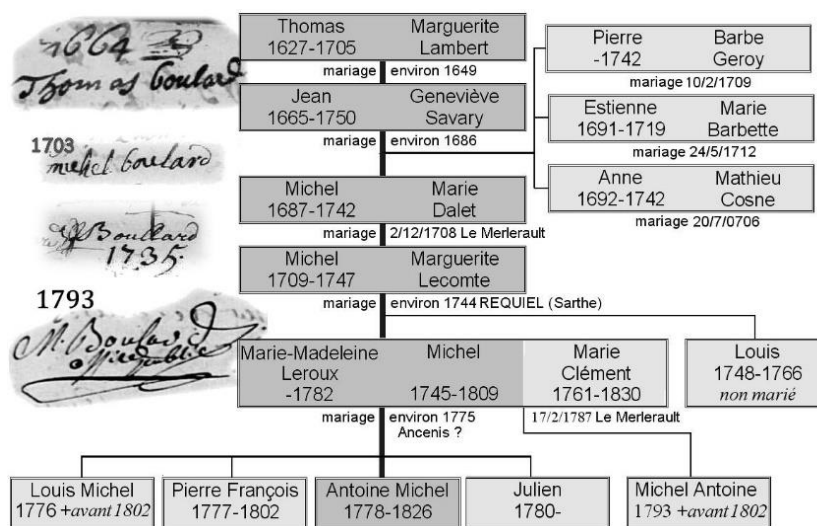 1664
Thomas boulard
1703
michel boulard
Boullard
1735.
1793
M. Boulard
Thomas Marguerite
1627-1705 Lambert
mariage environ 1649
Jean Geneviève
1665-1750 Savary
mariage environ 1686
Pierre Barbe
-1742 Geroy
mariage 10/2/1709
Estienne Marie
1691-1719 Barbette
mariage 24/5/1712
Anne Mathieu
1692-1742 Cosne
mariage 20/7/0706
Michel Marie
1687-1742 Dalet
mariage 2/12/1708 Le Merlerault
Michel Marguerite
1709-1747 Lecomte
mariage environ 1744 REQUIEL (Sarthe)
Marie-Madeleine Michel Marie
Leroux Clément
-1782 1745-1809 1761-1830
Louis
1748-1766
non marié
mariage environ 1775
Ancenis ?
17/2/1787 Le Merlerault
Louis Michel
1776 +avant 1802
Pierre François
1777-1802
Antoine Michel
1778-1826
Julien
1780-
Michel Antoine
1793 +avant 1802